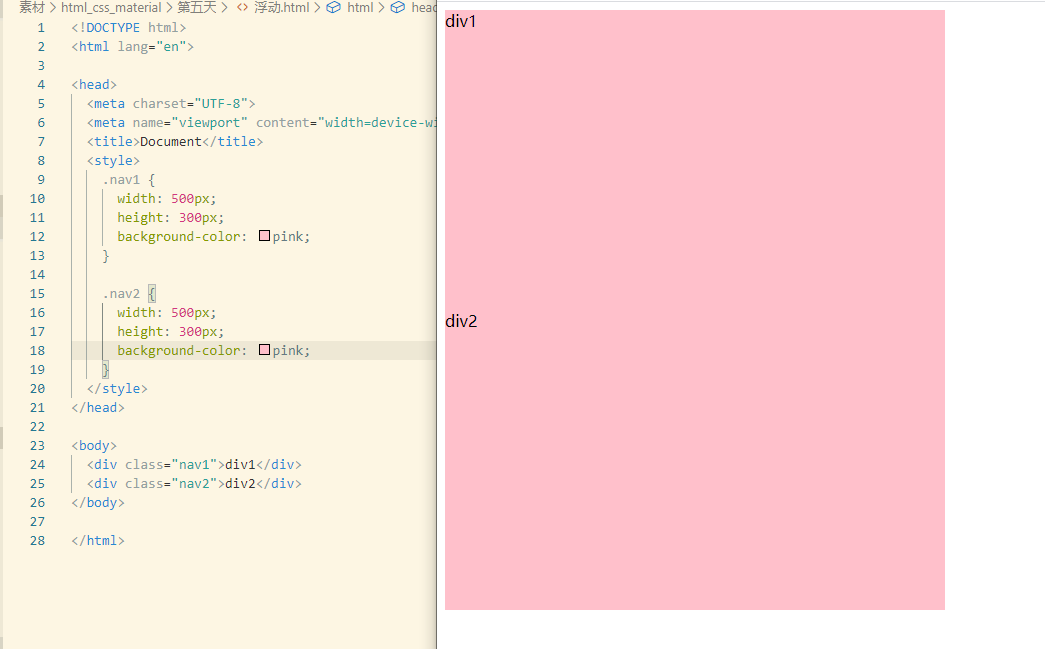 素材 > html_css_material > 第五天 > <> 浮动.html > html > head
1 <!DOCTYPE html>
2 <html lang="en">
3
4 <head>
5 <meta charset="UTF-8">
6 <meta name="viewport" content="width=device-wi
7 <title>Document</title>
8 <style>
9 .nav1 {
10 width: 500px;
11 height: 300px;
12 background-color: pink;
13 }
14
15 .nav2 {
16 width: 500px;
17 height: 300px;
18 background-color: pink;
19 }
20 </style>
21 </head>
22
23 <body>
24 <div class="nav1">div1</div>
25 <div class="nav2">div2</div>
26 </body>
27
28 </html>
div1
div2